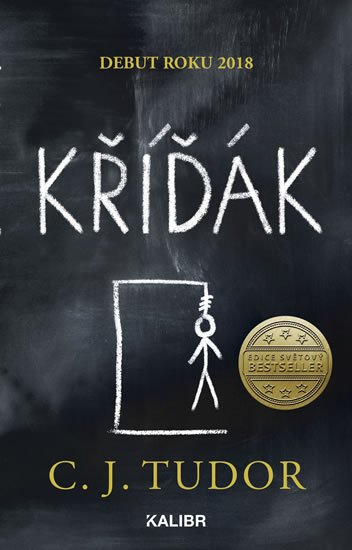 DEBUT ROKU 2018
KŘÍĎÁK
EDICE SVĚTOVÝ
BESTSELLER
C. J. TUDOR
KALIBR